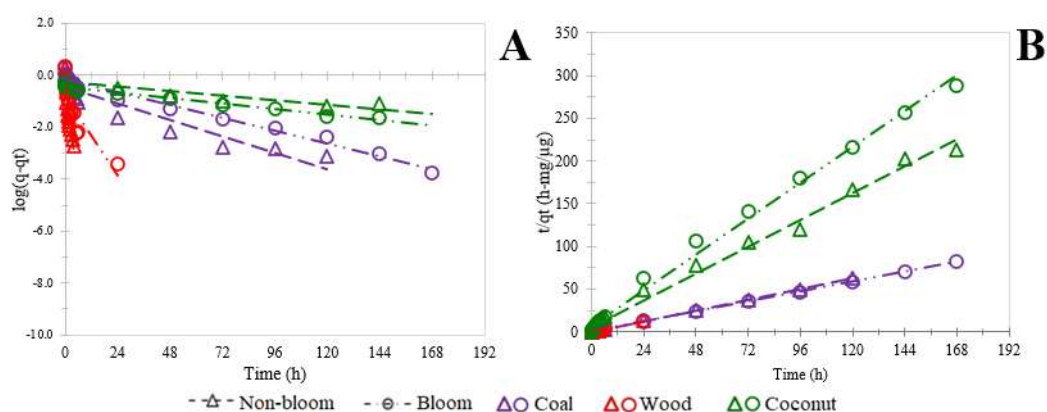 A
2.0
0.0
-2.0
-4.0
-6.0
-8.0
-10.0
log(q-qt)
0 24 48 72 96 120 144 168 192
Time (h)
B
350
300
250
200
150
100
50
0
t/qt (h-mg/µg)
0 24 48 72 96 120 144 168 192
Time (h)
Non-bloom Bloom Coal Wood Coconut